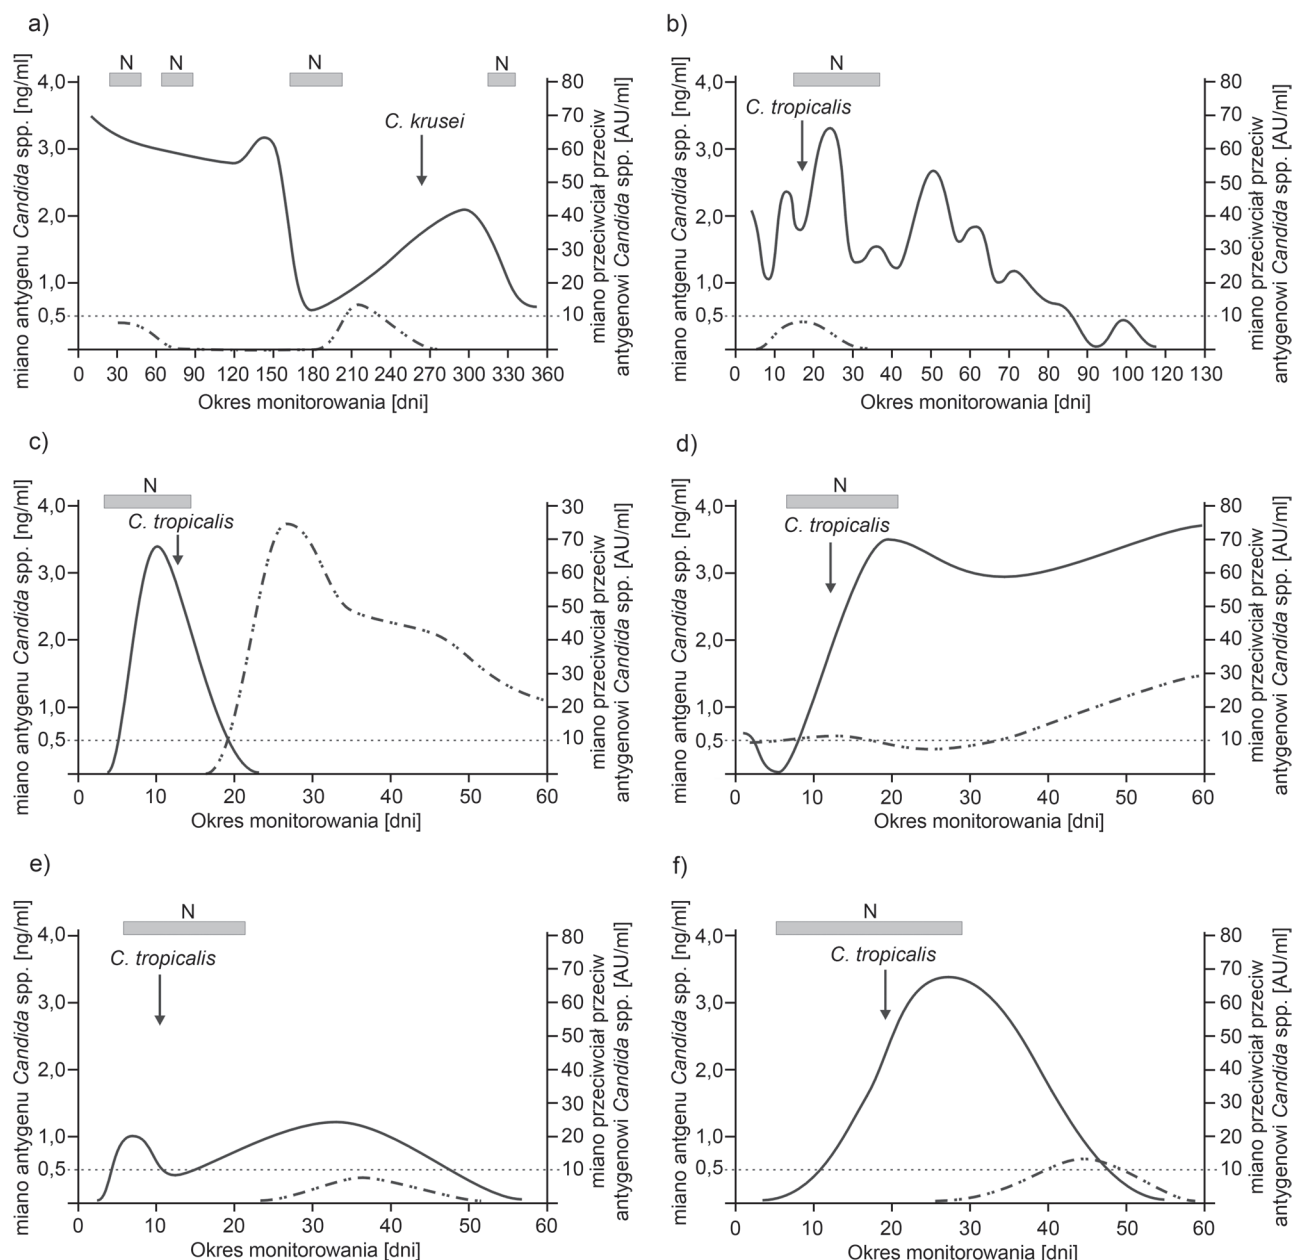 a)
N N N N
C. krusei
miano antygenu Candida spp. [ng/ml]
4,0
3,0
2,0
1,0
0,5
80
70
60
50
40
30
20
10
miano przeciwciał przeciw
antygenowi Candida spp. [AU/ml]
0 30 60 90 120 150 180 210 240 270 300 330 360
Okres monitorowania [dni]
b)
N
C. tropicalis
miano antgenu Candida spp. [ng/ml]
4,0
3,0
2,0
1,0
0,5
80
70
60
50
40
30
20
10
miano przeciwciał przeciw
antygenowi Candida spp. [AU/ml]
0 10 20 30 40 50 60 70 80 90 100 120 130
Okres monitorowania [dni]
c)
N
C. tropicalis
miano antygenu Candida spp. [ng/ml]
4,0
3,0
2,0
1,0
0,5
30
70
60
50
40
30
20
10
miano przeciwciał przeciw
antygenowi Candida spp. [AU/ml]
0 10 20 30 40 50 60
Okres monitorowania [dni]
d)
N
C. tropicalis
miano antgenu Candida spp. [ng/ml]
4,0
3,0
2,0
1,0
0,5
80
70
60
50
40
30
20
10
miano przeciwciał przeciw
antygenowi Candida spp. [AU/ml]
0 10 20 30 40 50 60
Okres monitorowania [dni]
e)
N
C. tropicalis
miano antygenu Candida spp. [ng/ml]
4,0
3,0
2,0
1,0
0,5
80
70
60
50
40
30
20
10
miano przeciwciał przeciw
antygenowi Candida spp. [AU/ml]
0 10 20 30 40 50 60
Okres monitorowania [dni]
f)
N
C. tropicalis
miano antgenu Candida spp. [ng/ml]
4,0
3,0
2,0
1,0
0,5
80
70
60
50
40
30
20
10
miano przeciwciał przeciw
antygenowi Candida spp. [AU/ml]
0 10 20 30 40 50 60
Okres monitorowania [dni]